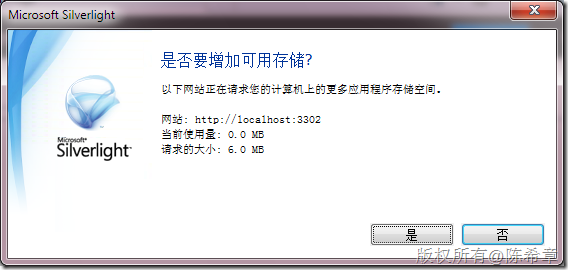 Microsoft Silverlight
是否要增加可用存储?
以下网站正在请求您的计算机上的更多应用程序存储空间。
网站: http://localhost:3302
当前使用量: 0.0 MB
请求的大小: 6.0 MB
Microsoft®
Silverlight™
是
否
版权所有@陈希章